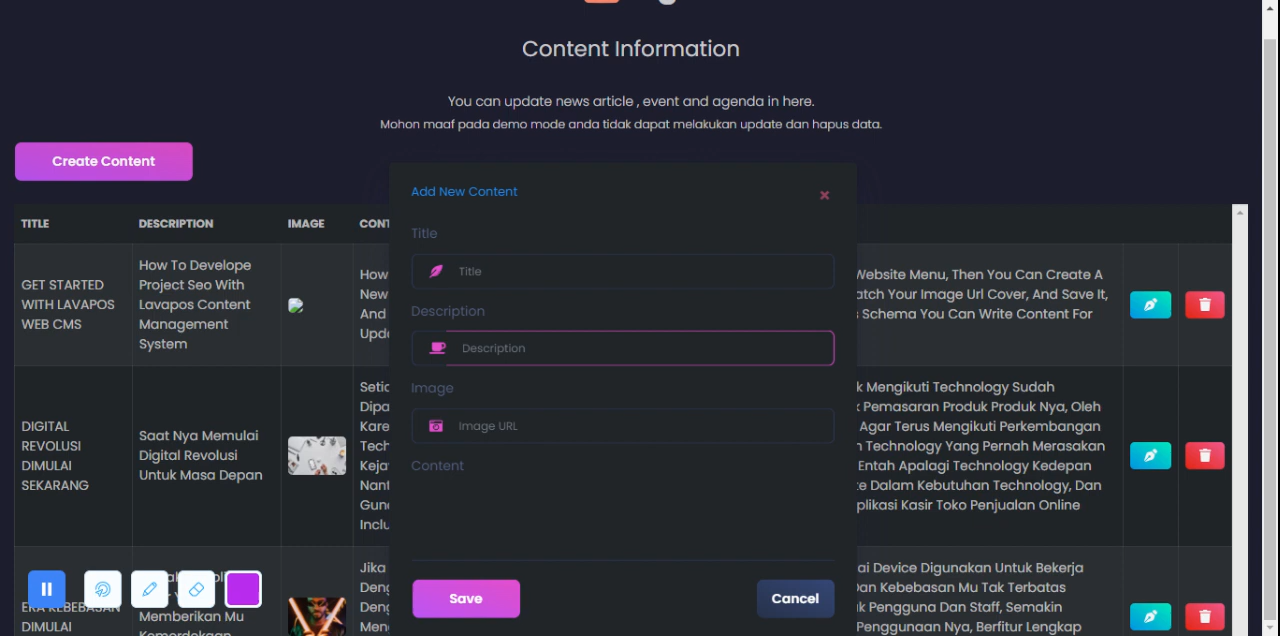 Content Information
You can update news article , event and agenda in here.
Mohon maaf pada demo mode anda tidak dapat melakukan update dan hapus data.
Create Content
Add New Content
Title
Title
Description
Description
Image
Image URL
Content
Save
Cancel
TITLE DESCRIPTION IMAGE
GET STARTED
WITH LAVAPOS
WEB CMS
How To Develope
Project Seo With
Lavapos Content
Management
System
How
New
And
Website Menu, Then You Can Create A
Your Image Url Cover, And Save It,
Schema You Can Write Content For
DIGITAL
REVOLUSI
DIMULAI
SEKARANG
Saat Nya Memulai
Digital Revolusi
Untuk Masa Depan
Mengikuti Technology Sudah
Pemasaran Produk Produk Nya, Oleh
Agar Terus Mengikuti Perkembangan
Technology Yang Pernah Merasakan
Entah Apalagi Technology Kedepan
Dalam Kebutuhan Technology, Dan
Kasir Toko Penjualan Online
ERA KEBEBASAN
DIMULAI
Memberikan Mu
Jika
Device Digunakan Untuk Bekerja
Dan Kebebasan Mu Tak Terbatas
Pengguna Dan Staff, Semakin
Penggunaan Nya, Berfitur Lengkap